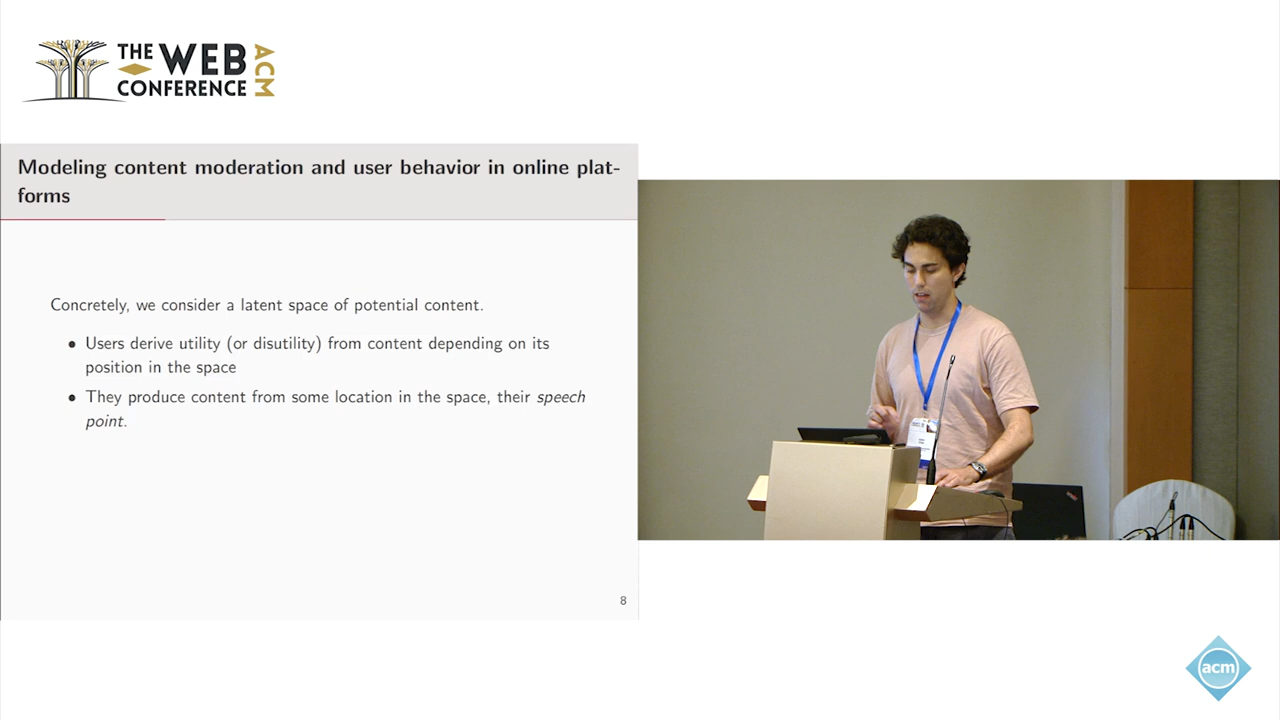 THE WEB
CONFERENCE
ACM
Modeling content moderation and user behavior in online plat-
forms
Concretely, we consider a latent space of potential content.
• Users derive utility (or disutility) from content depending on its
position in the space
• They produce content from some location in the space, their speech
point.
8
acm